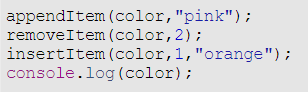 appendItem(color,"pink");
removeItem(color,2);
insertItem(color,1,"orange");
console.log(color);